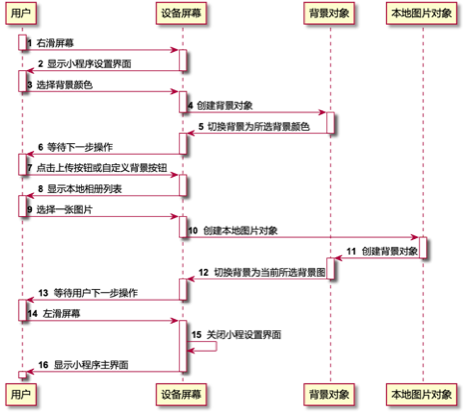 用户 设备屏幕 背景对象 本地图片对象
1 右滑屏幕
2 显示小程序设置界面
3 选择背景颜色
4 创建背景对象
5 切换背景为所选背景颜色
6 等待下一步操作
7 点击上传按钮或自定义背景按钮
8 显示本地相册列表
9 选择一张图片
10 创建本地图片对象
11 创建背景对象
12 切换背景为当前所选背景图
13 等待用户下一步操作
14 左滑屏幕
15 关闭小程设置界面
16 显示小程序主界面
用户 设备屏幕 背景对象 本地图片对象